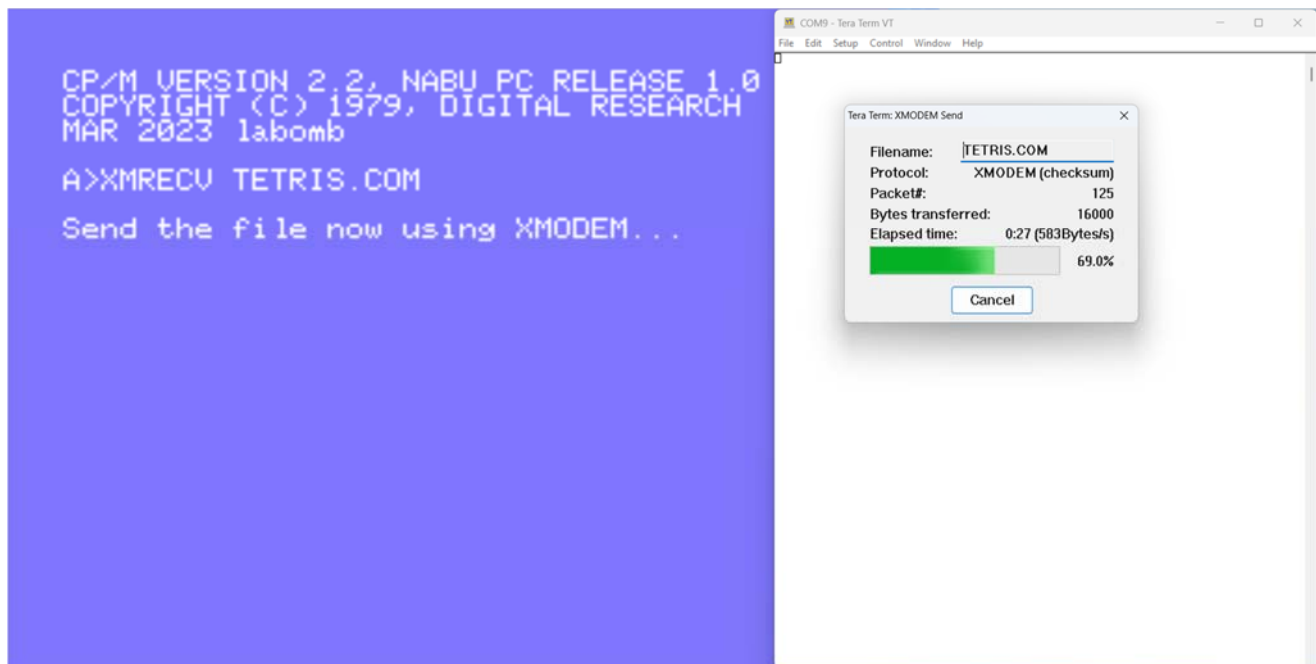 CP/M VERSION 2.2, NABU PC RELEASE 1.0
COPYRIGHT (C) 1979, DIGITAL RESEARCH
MAR 2023 labomb
A>XMRECV TETRIS.COM
Send the file now using XMODEM...
COM9 - Tera Term VT
File Edit Setup Control Window Help
Tera Term: XMODEM Send
Filename: TETRIS.COM
Protocol: XMODEM (checksum)
Packet#: 125
Bytes transferred: 16000
Elapsed time: 0:27 (583Bytes/s)
69.0%
Cancel